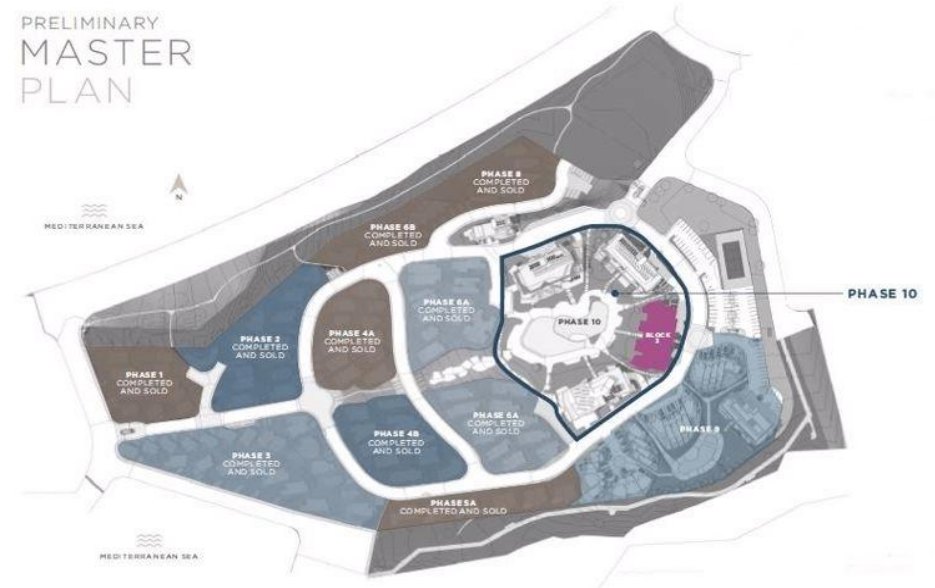 PRELIMINARY
MASTER
PLAN
N
MEDITERRANEAN SEA
PHASE 8
COMPLETED
AND SOLD
PHASE 6B
COMPLETED
AND SOLD
PHASE 10
PHASE 6A
COMPLETED
AND SOLD
PHASE 10
PHASE 2
COMPLETED
AND SOLD
PHASE 4A
COMPLETED
AND SOLD
BLOCK
PHASE 1
COMPLETED
AND SOLD
PHASE 6A
COMPLETED
AND SOLD
PHASE 4B
COMPLETED
AND SOLD
PHASE 9
PHASE 3
COMPLETED
AND SOLD
PHASE 5A
COMPLETED AND SOLD
MEDITERRANEAN SEA